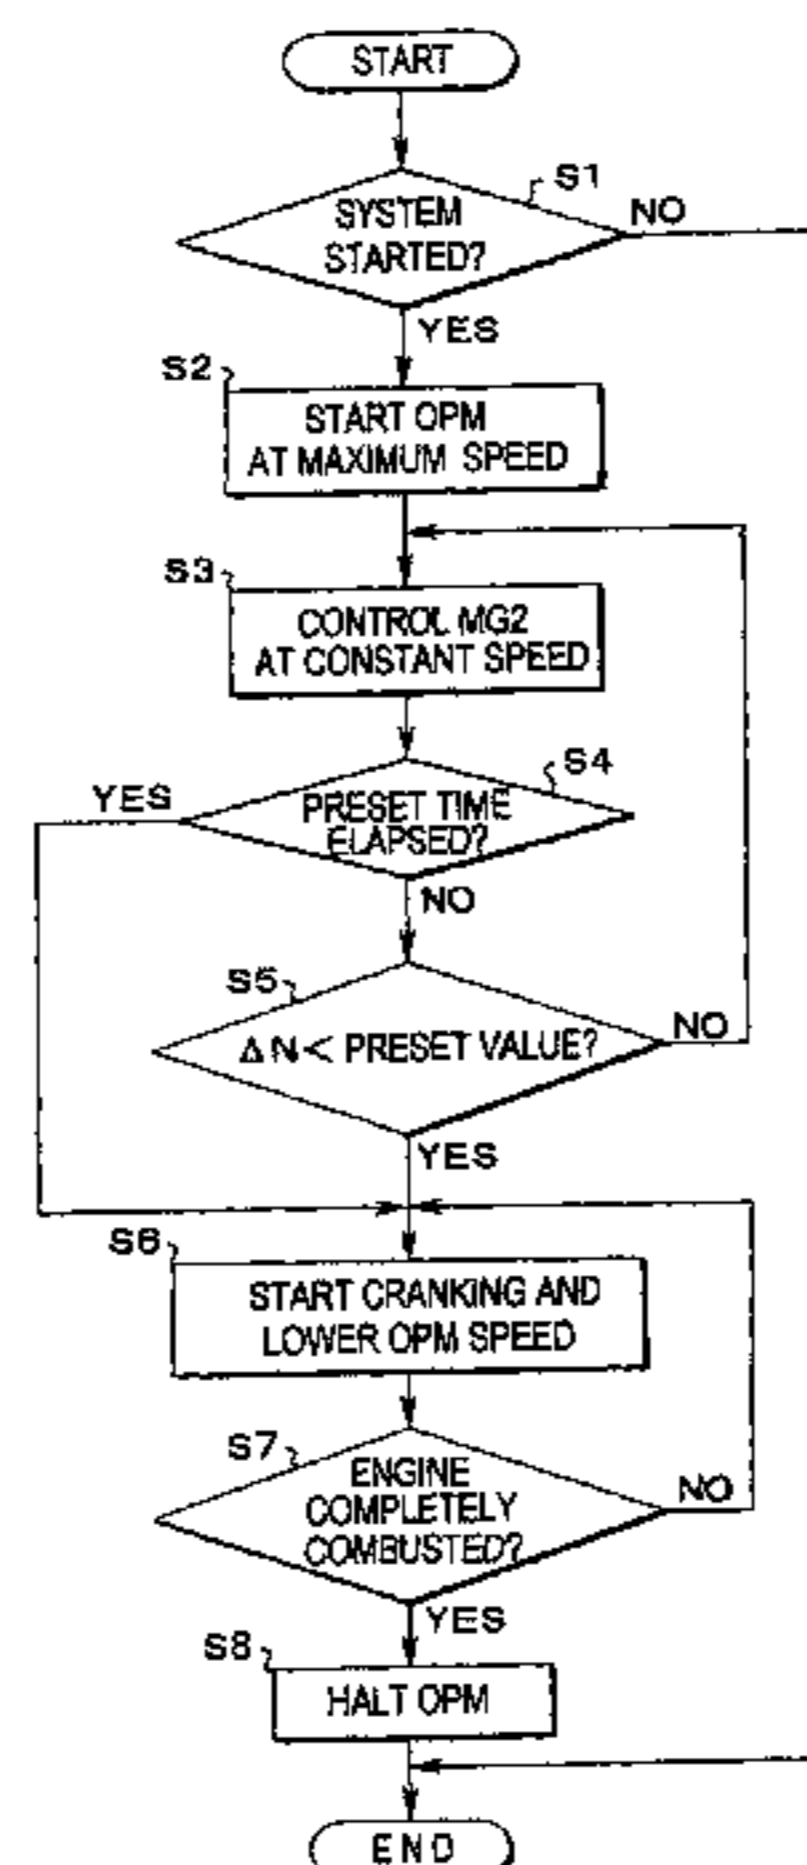 START
S1
SYSTEM
STARTED?
NO
YES
S2
START OPM
AT MAXIMUM SPEED
S3
CONTROL MG2
AT CONSTANT SPEED
S4
YES
PRESET TIME
ELAPSED?
NO
S5
ΔN< PRESET VALUE?
NO
YES
S6
START CRANKING AND
LOWER OPM SPEED
S7
ENGINE
COMPLETELY
COMBUSTED?
NO
YES
S8
HALT OPM
END